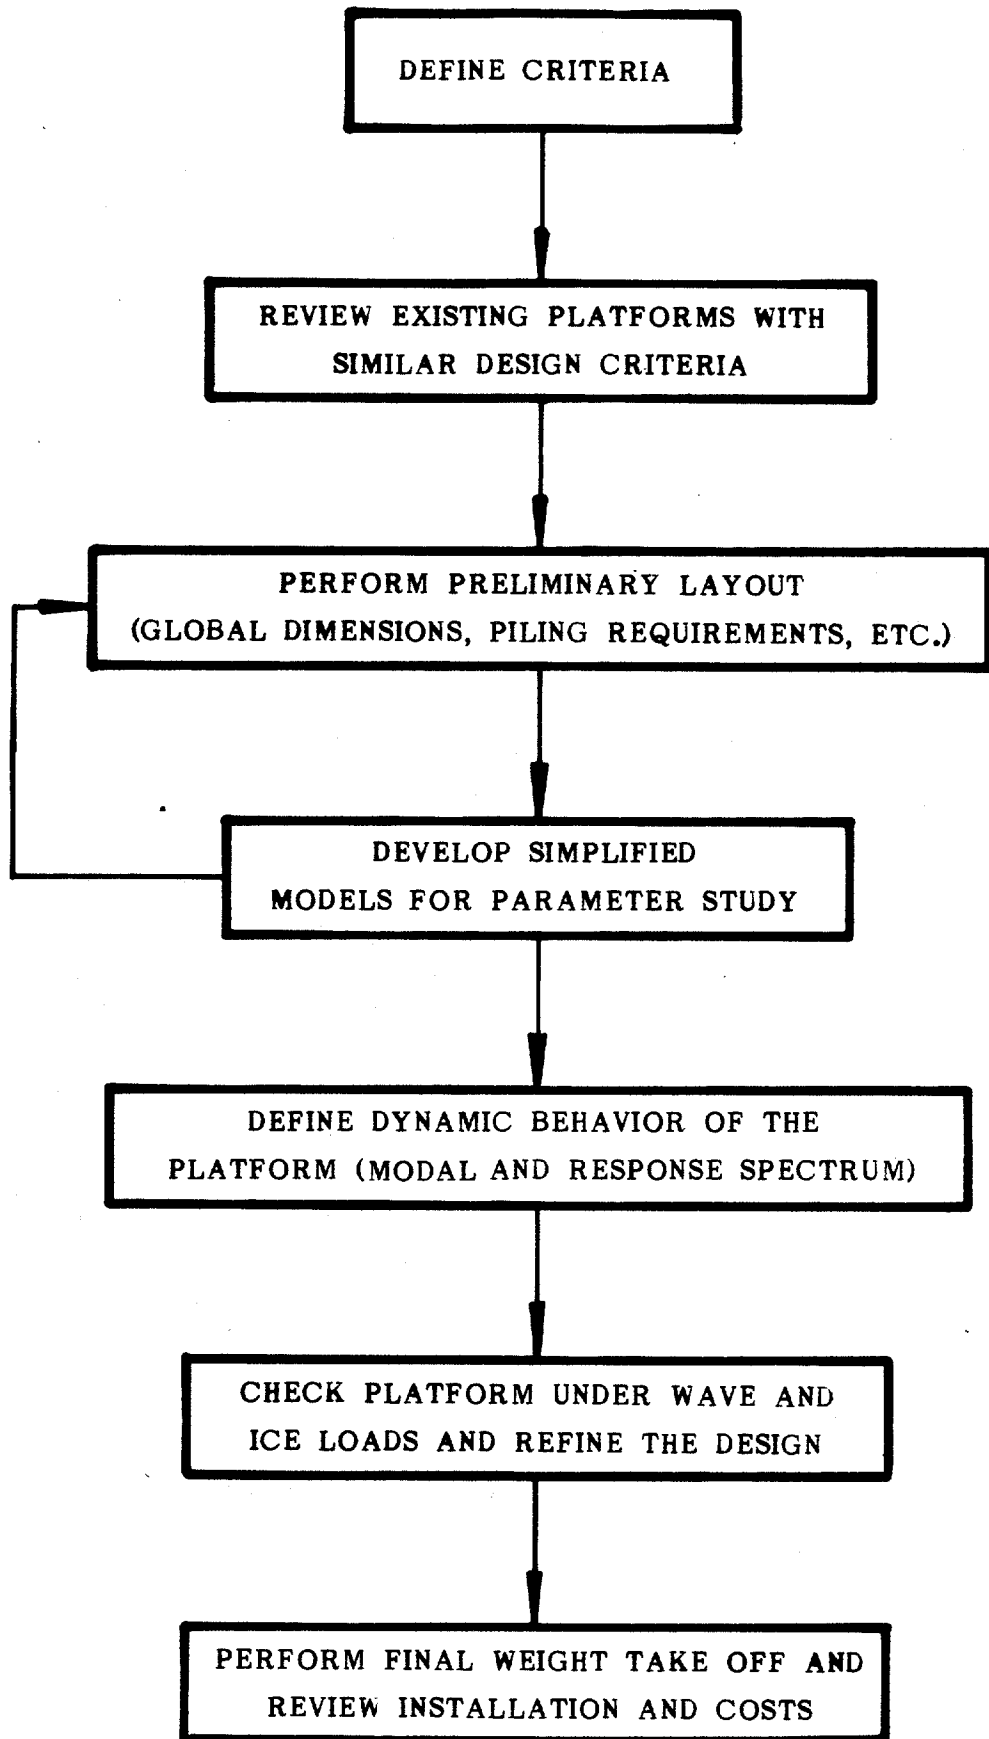 DEFINE CRITERIA
REVIEW EXISTING PLATFORMS WITH
SIMILAR DESIGN CRITERIA
PERFORM PRELIMINARY LAYOUT
(GLOBAL DIMENSIONS, PILING REQUIREMENTS, ETC.)
DEVELOP SIMPLIFIED
MODELS FOR PARAMETER STUDY
DEFINE DYNAMIC BEHAVIOR OF THE
PLATFORM (MODAL AND RESPONSE SPECTRUM)
CHECK PLATFORM UNDER WAVE AND
ICE LOADS AND REFINE THE DESIGN
PERFORM FINAL WEIGHT TAKE OFF AND
REVIEW INSTALLATION AND COSTS